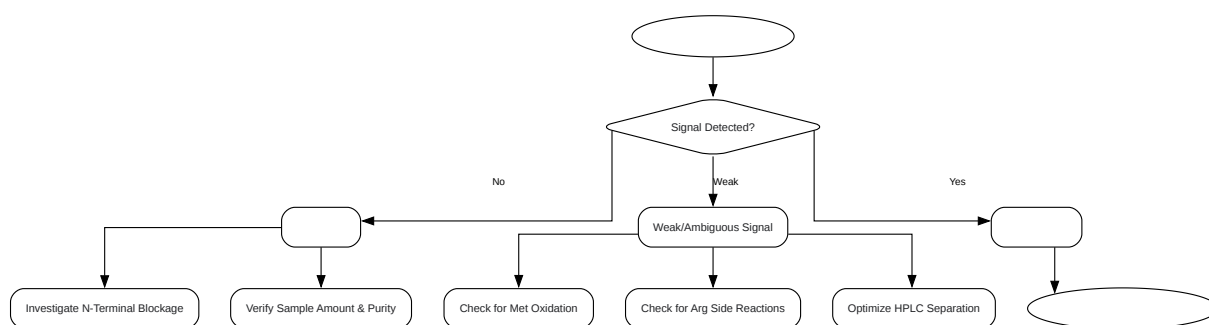 Signal Detected?
No
Weak
Yes
Weak/Ambiguous Signal
Investigate N-Terminal Blockage
Verify Sample Amount & Purity
Check for Met Oxidation
Check for Arg Side Reactions
Optimize HPLC Separation